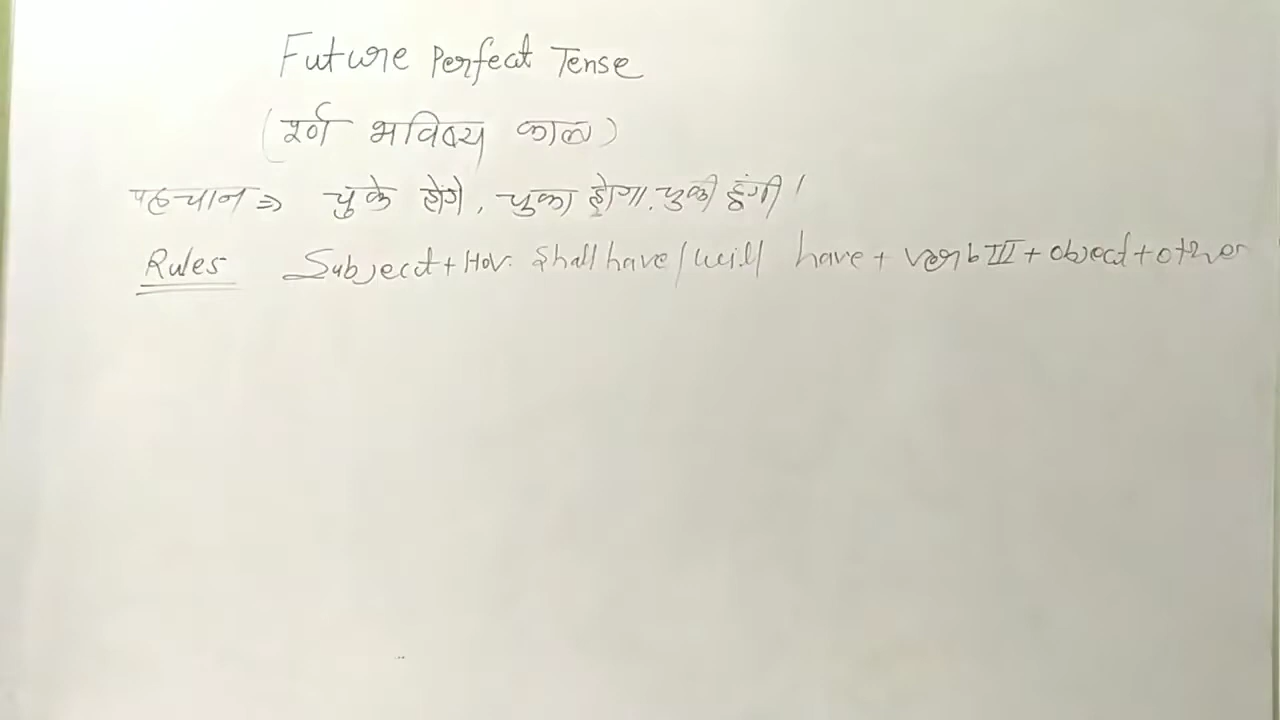 Future Perfect Tense
(पूर्ण भविष्य काल)
पहचान ⇒ चुके होंगे, चुका होगा, चुकी हूंगी।
Rules Subject + H.v. Shall have / will have + verb III + object + other